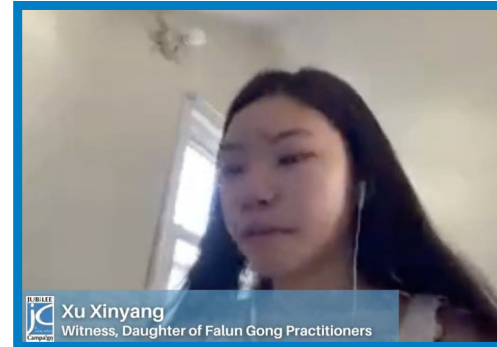 JUBILEE
jc
Campaign
Xu Xinyang
Witness, Daughter of Falun Gong Practitioners